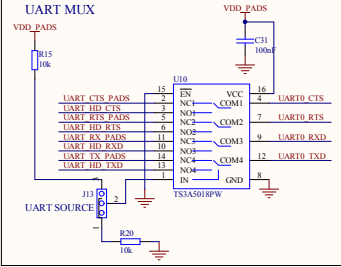 UART MUX
VDD_PADS
VDD_PADS
R15
10k
C31
100nF
U10
15
EN
VCC
16
UART_CTS_PADS
2
NC1
COM1
4
UART0_CTS
UART_HD_CTS
3
NO1
UART_RTS_PADS
5
NC2
COM2
7
UART0_RTS
UART_HD_RTS
6
NO2
UART_RX_PADS
11
NC3
COM3
9
UART0_RXD
UART_HD_RXD
10
NO3
UART_TX_PADS
14
NC4
COM4
12
UART0_TXD
UART_HD_TXD
13
NO4
1
IN
GND
8
TS3A5018PW
3
J13
2
UART SOURCE
1
R20
10k